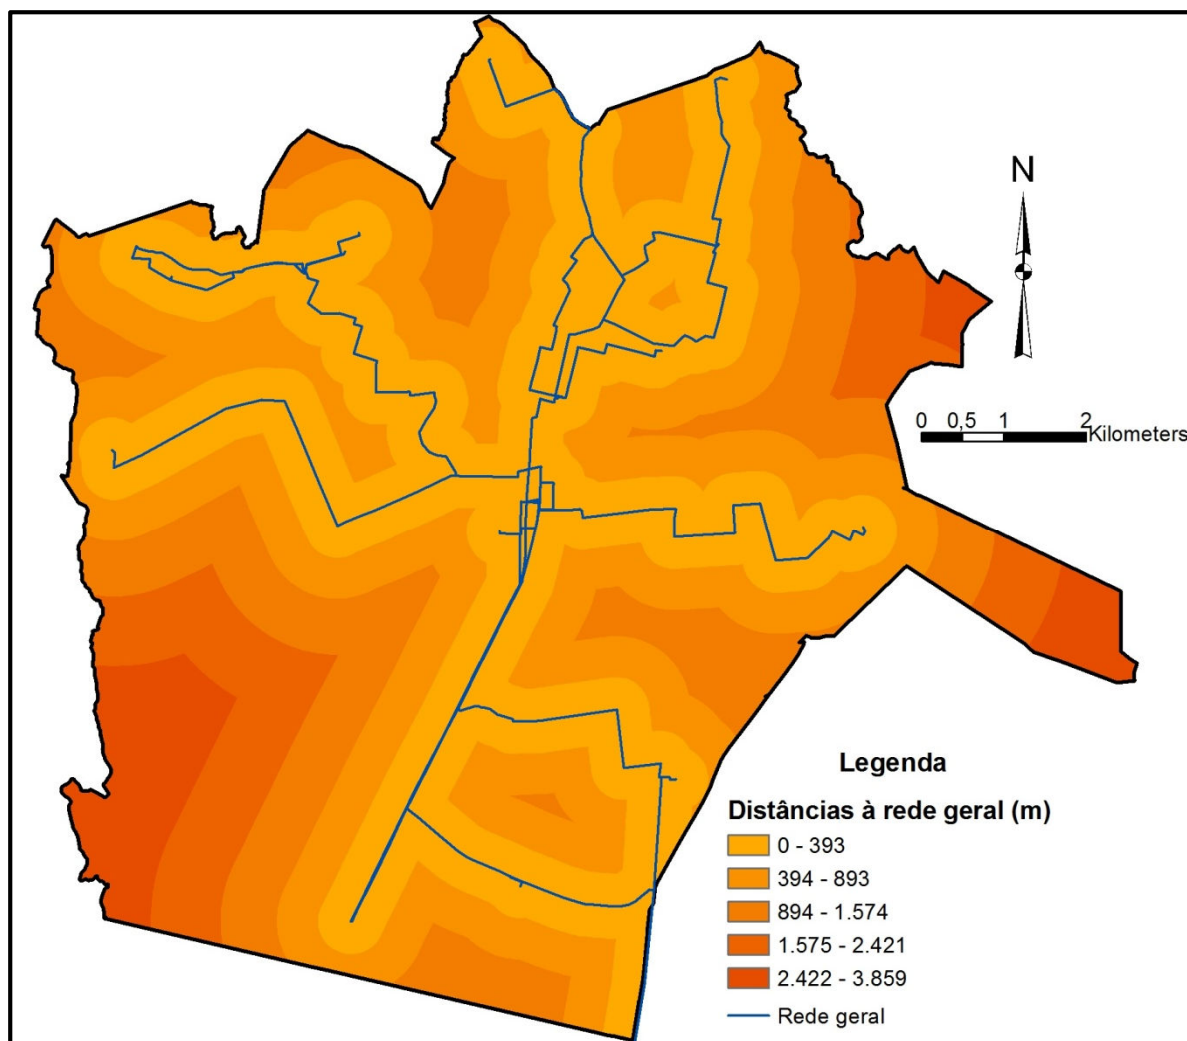 N
0 0,5 1 2
Kilometers
Legenda
Distâncias à rede geral (m)
0 - 393
394 - 893
894 - 1.574
1.575 - 2.421
2.422 - 3.859
Rede geral